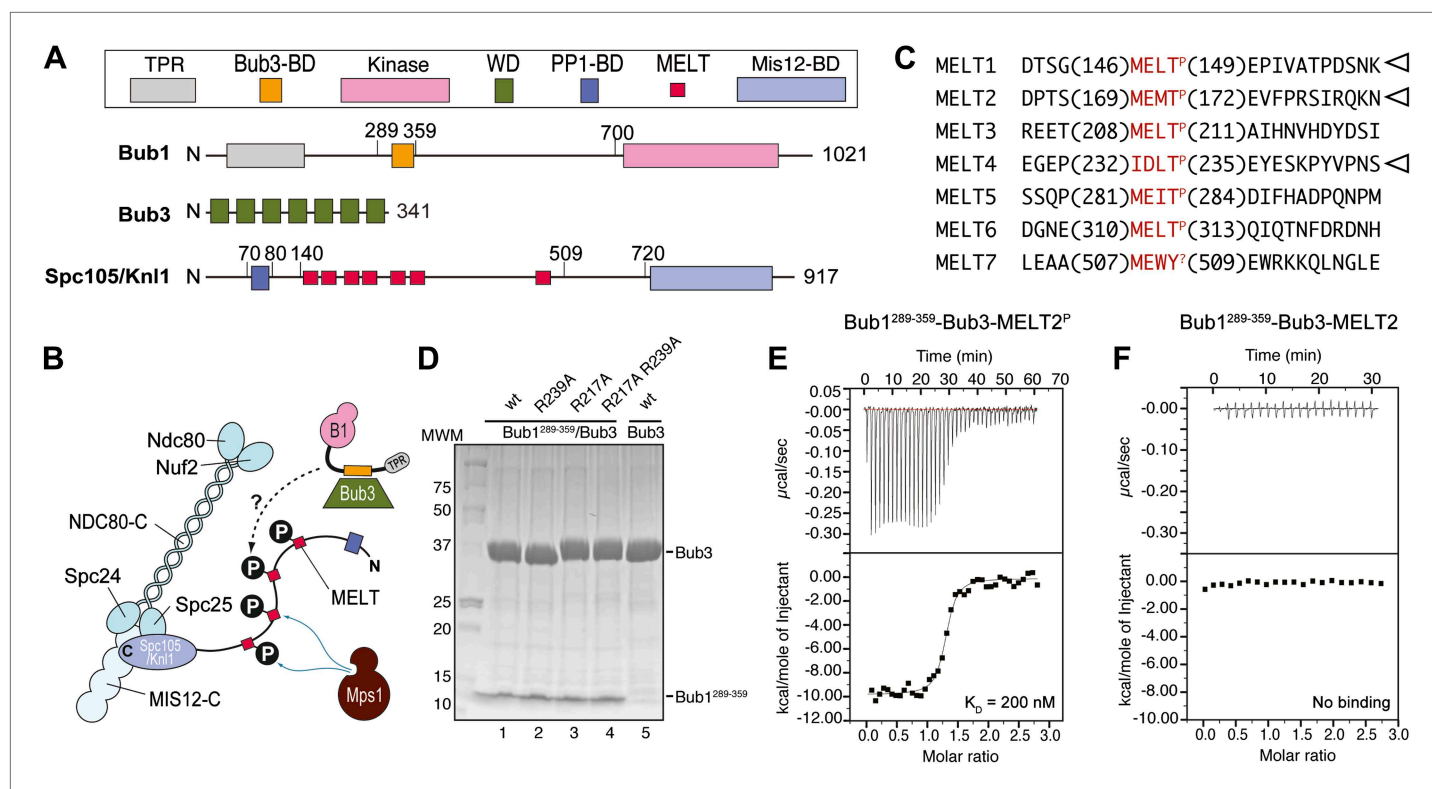 A
TPR Bub3-BD Kinase WD PP1-BD MELT Mis12-BD
289 359 700
Bub1 N 1021
Bub3 N 341
70 80 140 509 720
Spc105/Knl1 N 917
C
MELT1 DTSG(146)MELTᴾ(149)EPIVATPDSNK
MELT2 DPTS(169)MEMTᴾ(172)EVFPRSIRQKN
MELT3 REET(208)MELTᴾ(211)AIHNVHDYDSI
MELT4 EGEP(232)IDLTᴾ(235)EYESKPYVPNS
MELT5 SSQP(281)MEITᴾ(284)DIFHADPQNPM
MELT6 DGNE(310)MELTᴾ(313)QIQTNFDRDNH
MELT7 LEAA(507)MEWY?(509)EWRKKQLNGLE
B
Ndc80
Nuf2
NDC80-C
Spc24
Spc25
C
Spc105
/Knl1
MIS12-C
B1
TPR
Bub3
?
P
P
P
P
N
MELT
Mps1
D
wt R239A R217A R217A R239A wt
MWM Bub1²⁸⁹⁻³⁵⁹/Bub3 Bub3
75
50
37
25
20
15
10
Bub3
Bub1²⁸⁹⁻³⁵⁹
1 2 3 4 5
E
Bub1²⁸⁹⁻³⁵⁹-Bub3-MELT2ᴾ
Time (min)
0 10 20 30 40 50 60 70
0.05
-0.00
-0.05
-0.10
-0.15
-0.20
-0.25
-0.30
µcal/sec
0.00
-2.00
-4.00
-6.00
-8.00
-10.00
-12.00
kcal/mole of Injectant
K_D = 200 nM
0.0 0.5 1.0 1.5 2.0 2.5 3.0
Molar ratio
F
Bub1²⁸⁹⁻³⁵⁹-Bub3-MELT2
Time (min)
0 10 20 30
-0.00
-0.10
-0.20
-0.30
µcal/sec
0.00
-2.00
-4.00
-6.00
-8.00
-10.00
kcal/mole of Injectant
No binding
0.0 0.5 1.0 1.5 2.0 2.5 3.0
Molar ratio